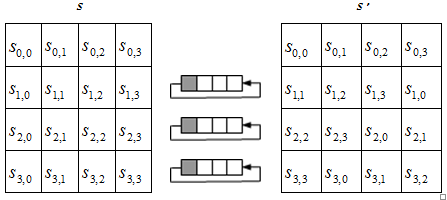 S S'
S0,0 S0,1 S0,2 S0,3 S0,0 S0,1 S0,2 S0,3
S1,0 S1,1 S1,2 S1,3 S1,1 S1,2 S1,3 S1,0
S2,0 S2,1 S2,2 S2,3 S2,2 S2,3 S2,0 S2,1
S3,0 S3,1 S3,2 S3,3 S3,3 S3,0 S3,1 S3,2